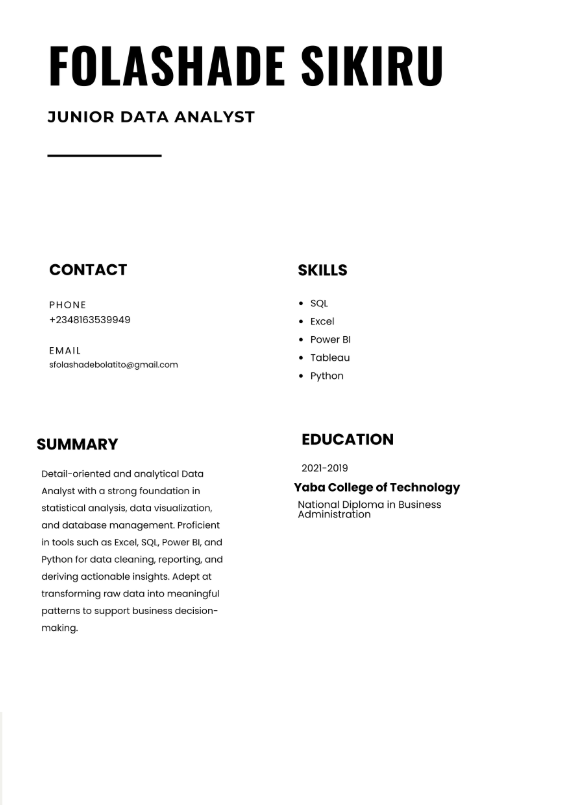 FOLASHADE SIKIRU
JUNIOR DATA ANALYST
CONTACT
PHONE
+2348163539949
EMAIL
sfolashadebolatito@gmail.com
SUMMARY
Detail-oriented and analytical Data
Analyst with a strong foundation in
statistical analysis, data visualization,
and database management. Proficient
in tools such as Excel, SQL, Power BI, and
Python for data cleaning, reporting, and
deriving actionable insights. Adept at
transforming raw data into meaningful
patterns to support business decision-
making.
SKILLS
• SQL
• Excel
• Power BI
• Tableau
• Python
EDUCATION
2021-2019
Yaba College of Technology
National Diploma in Business
Administration